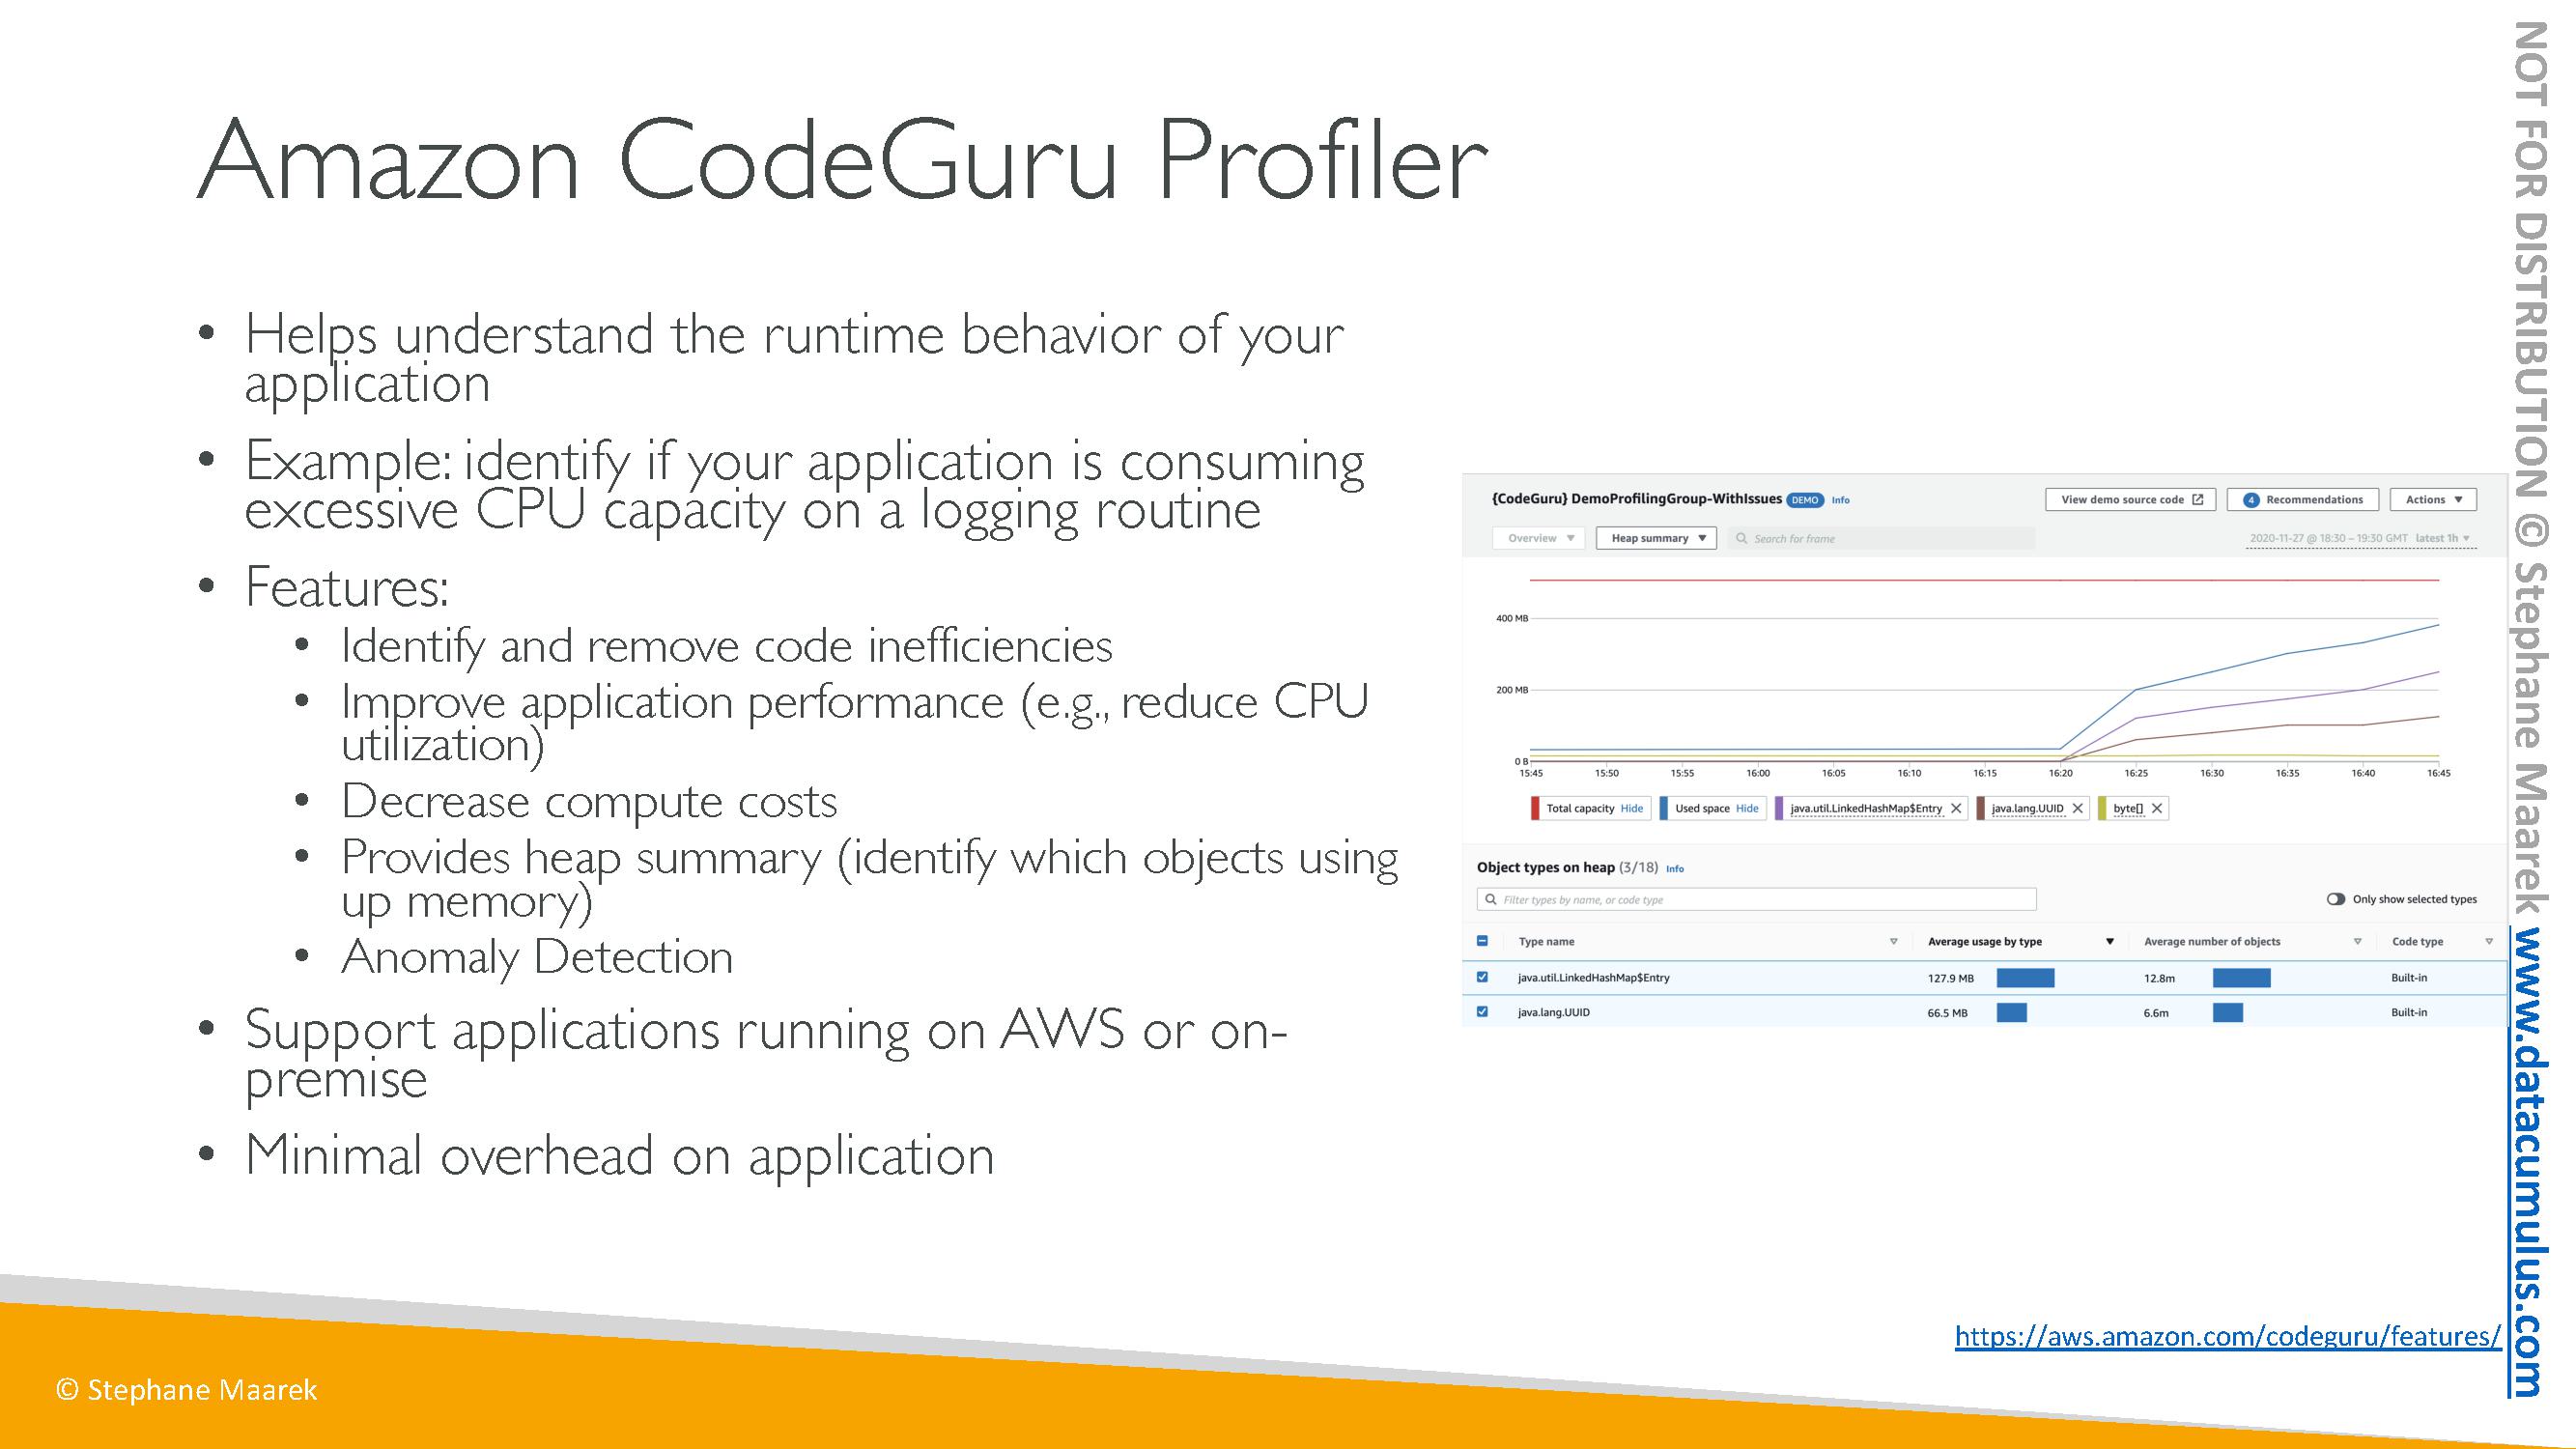 Amazon CodeGuru Profiler
• Helps understand the runtime behavior of your
application
• Example: identify if your application is consuming
excessive CPU capacity on a logging routine
• Features:
• Identify and remove code inefficiencies
• Improve application performance (e.g., reduce CPU
utilization)
• Decrease compute costs
• Provides heap summary (identify which objects using
up memory)
• Anomaly Detection
• Support applications running on AWS or on-
premise
• Minimal overhead on application
{CodeGuru} DemoProfilingGroup-WithIssues DEMO Info
View demo source code 4 Recommendations Actions
Overview Heap summary Search for frame
2020-11-27 @ 18:30 – 19:30 GMT latest 1h
400 MB
200 MB
0 B
15:45 15:50 15:55 16:00 16:05 16:10 16:15 16:20 16:25 16:30 16:35 16:40 16:45
Total capacity Hide Used space Hide java.util.LinkedHashMap$Entry java.lang.UUID byte[]
Object types on heap (3/18) Info
Filter types by name, or code type
Only show selected types
Type name Average usage by type Average number of objects Code type
java.util.LinkedHashMap$Entry 127.9 MB 12.8m Built-in
java.lang.UUID 66.5 MB 6.6m Built-in
https://aws.amazon.com/codeguru/features/
© Stephane Maarek
NOT FOR DISTRIBUTION © Stephane Maarek www.datacumulus.com